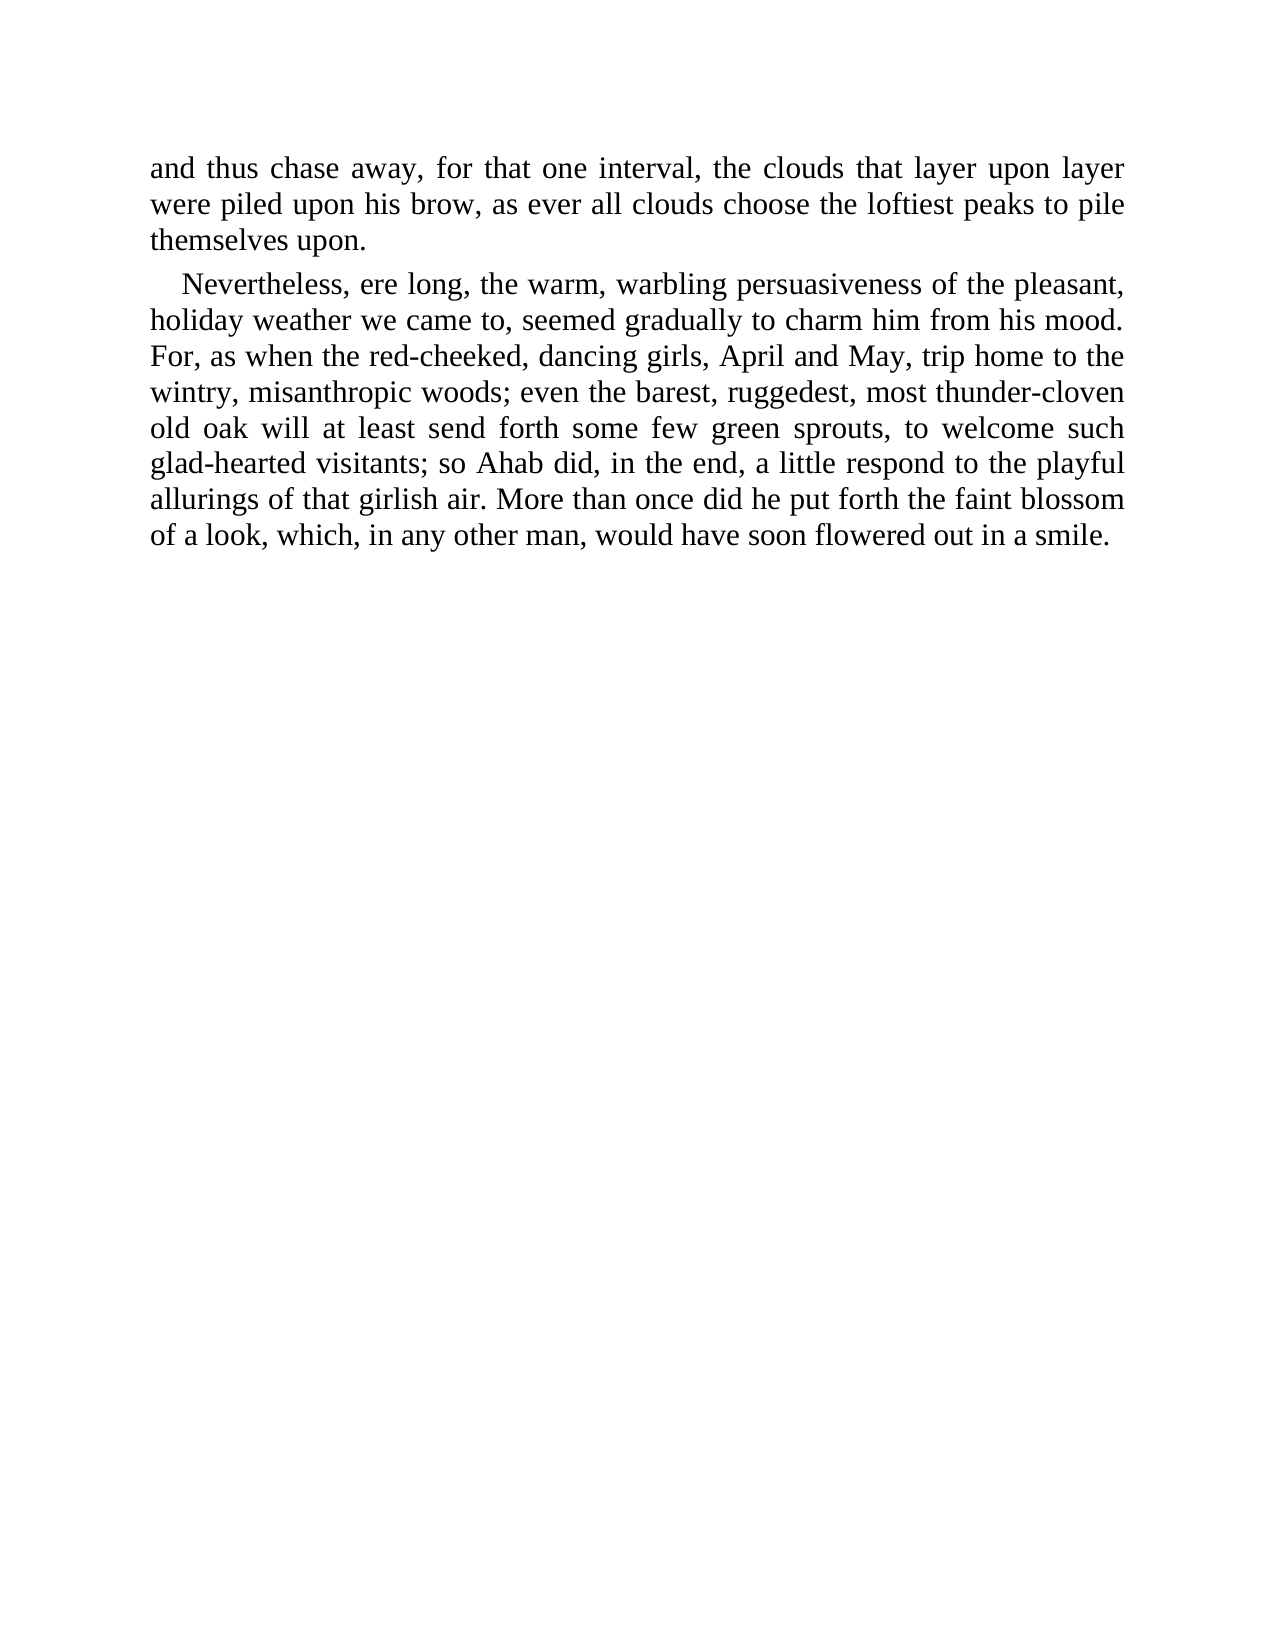 and thus chase away, for that one interval, the clouds that layer upon layer
were piled upon his brow, as ever all clouds choose the loftiest peaks to pile
themselves upon.
Nevertheless, ere long, the warm, warbling persuasiveness of the pleasant,
holiday weather we came to, seemed gradually to charm him from his mood.
For, as when the red-cheeked, dancing girls, April and May, trip home to the
wintry, misanthropic woods; even the barest, ruggedest, most thunder-cloven
old oak will at least send forth some few green sprouts, to welcome such
glad-hearted visitants; so Ahab did, in the end, a little respond to the playful
allurings of that girlish air. More than once did he put forth the faint blossom
of a look, which, in any other man, would have soon flowered out in a smile.